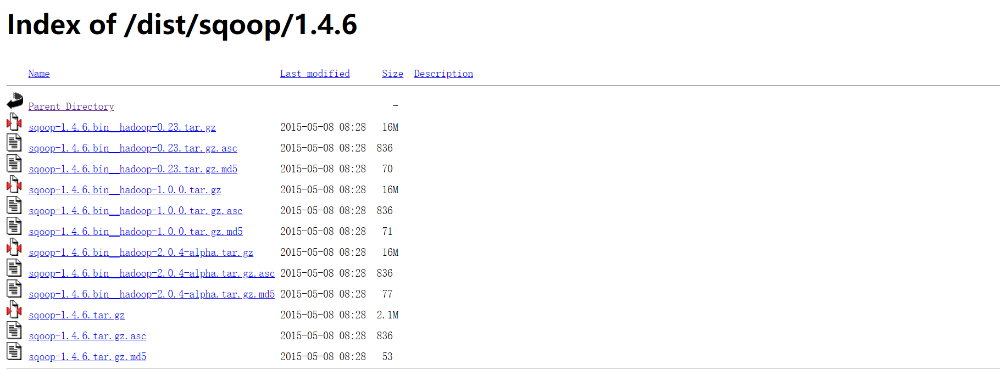 Index of /dist/sqoop/1.4.6
Name Last modified Size Description
Parent Directory -
sqoop-1.4.6.bin__hadoop-0.23.tar.gz 2015-05-08 08:28 16M
sqoop-1.4.6.bin__hadoop-0.23.tar.gz.asc 2015-05-08 08:28 836
sqoop-1.4.6.bin__hadoop-0.23.tar.gz.md5 2015-05-08 08:28 70
sqoop-1.4.6.bin__hadoop-1.0.0.tar.gz 2015-05-08 08:28 16M
sqoop-1.4.6.bin__hadoop-1.0.0.tar.gz.asc 2015-05-08 08:28 836
sqoop-1.4.6.bin__hadoop-1.0.0.tar.gz.md5 2015-05-08 08:28 71
sqoop-1.4.6.bin__hadoop-2.0.4-alpha.tar.gz 2015-05-08 08:28 16M
sqoop-1.4.6.bin__hadoop-2.0.4-alpha.tar.gz.asc 2015-05-08 08:28 836
sqoop-1.4.6.bin__hadoop-2.0.4-alpha.tar.gz.md5 2015-05-08 08:28 77
sqoop-1.4.6.tar.gz 2015-05-08 08:28 2.1M
sqoop-1.4.6.tar.gz.asc 2015-05-08 08:28 836
sqoop-1.4.6.tar.gz.md5 2015-05-08 08:28 53